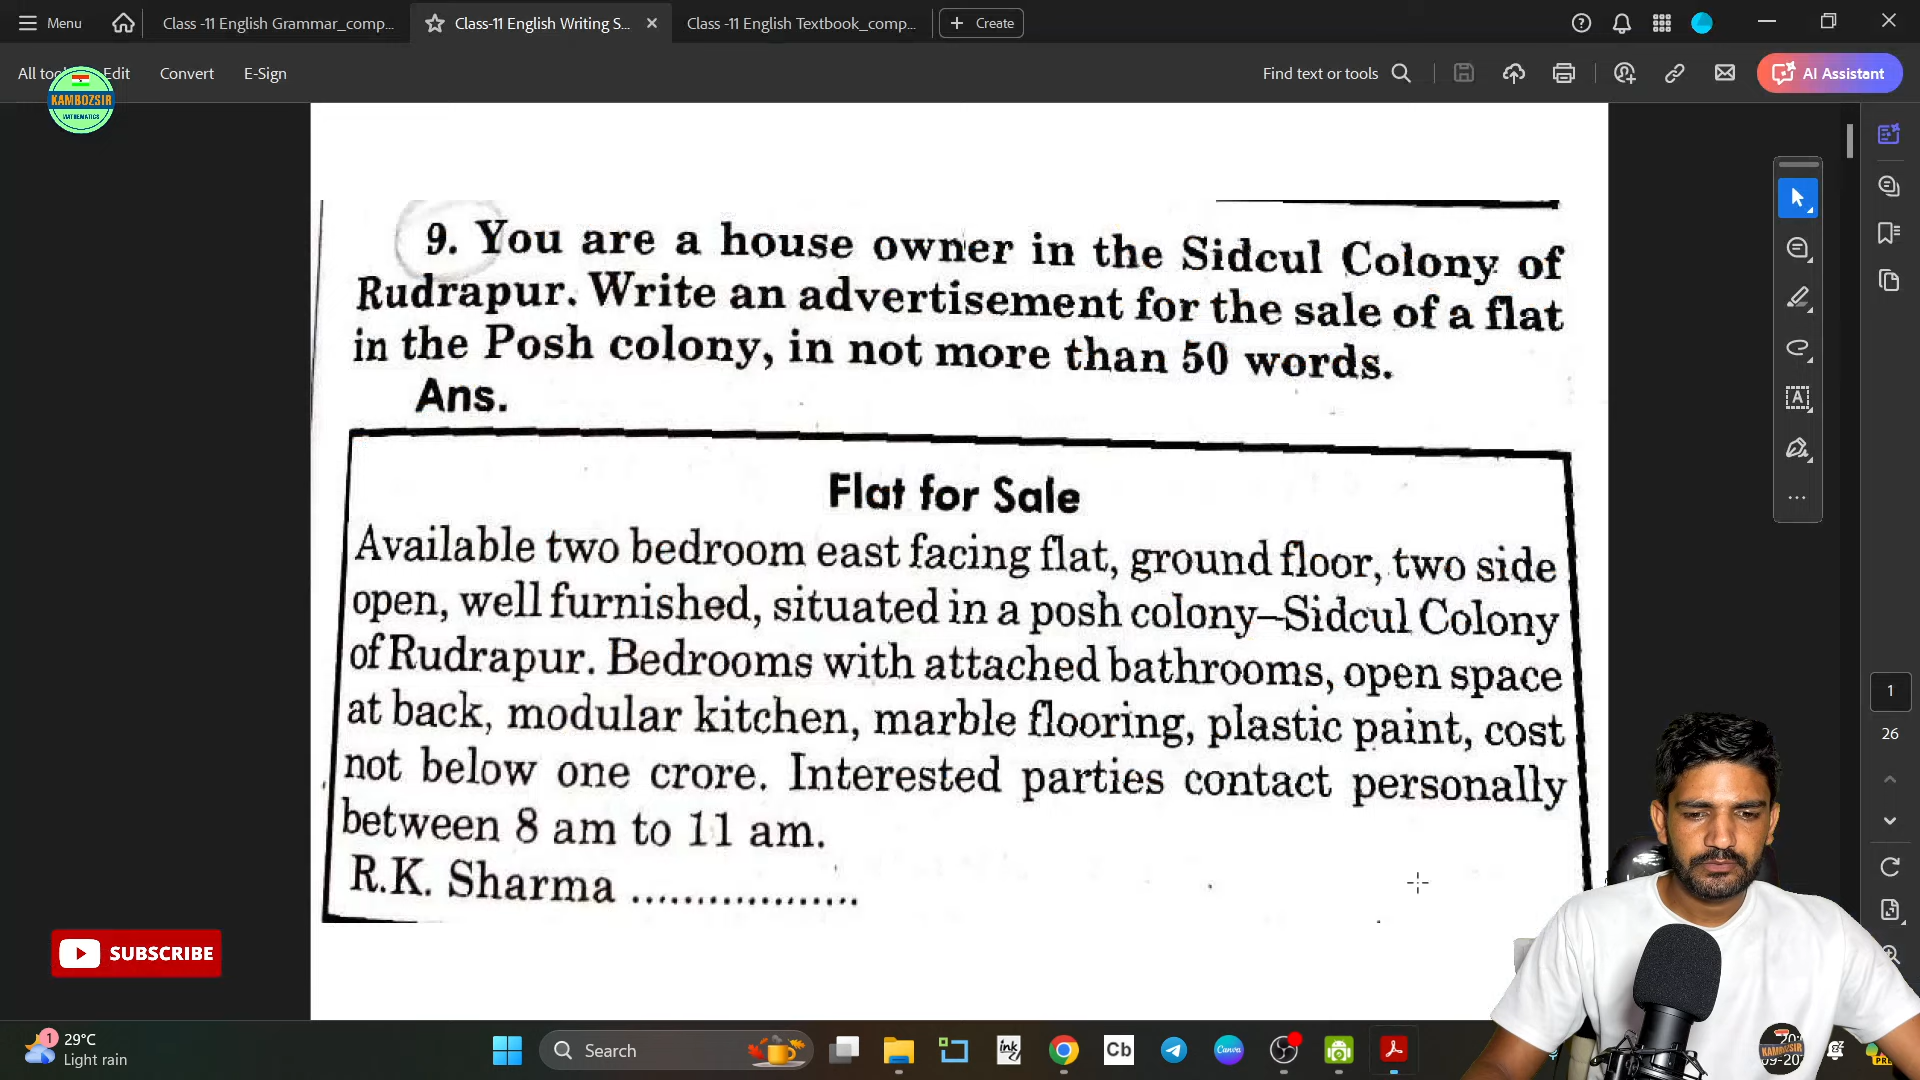 Menu
Class -11 English Grammar_comp...
Class-11 English Writing S...
Class -11 English Textbook_comp...
Create
Edit
Convert
E-Sign
Find text or tools
AI Assistant
KAMBOZSIR
MATHEMATICS
9. You are a house owner in the Sidcul Colony of
Rudrapur. Write an advertisement for the sale of a flat
in the Posh colony, in not more than 50 words.
Ans.
Flat for Sale
Available two bedroom east facing flat, ground floor, two side
open, well furnished, situated in a posh colony–Sidcul Colony
of Rudrapur. Bedrooms with attached bathrooms, open space
at back, modular kitchen, marble flooring, plastic paint, cost
not below one crore. Interested parties contact personally
between 8 am to 11 am.
R.K. Sharma ..................
1
26
SUBSCRIBE
1
29°C
Light rain
Search
ink
Cb
Canva
KAMBOZSIR